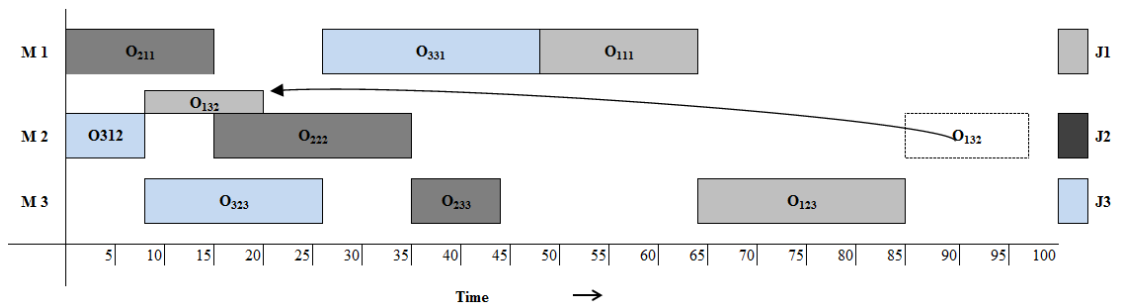 M 1 O₂₁₁ O₃₃₁ O₁₁₁ J1
O₁₃₂
M 2 O312 O₂₂₂ O₁₃₂ J2
M 3 O₃₂₃ O₂₃₃ O₁₂₃ J3
5 10 15 20 25 30 35 40 45 50 55 60 65 70 75 80 85 90 95 100
Time →